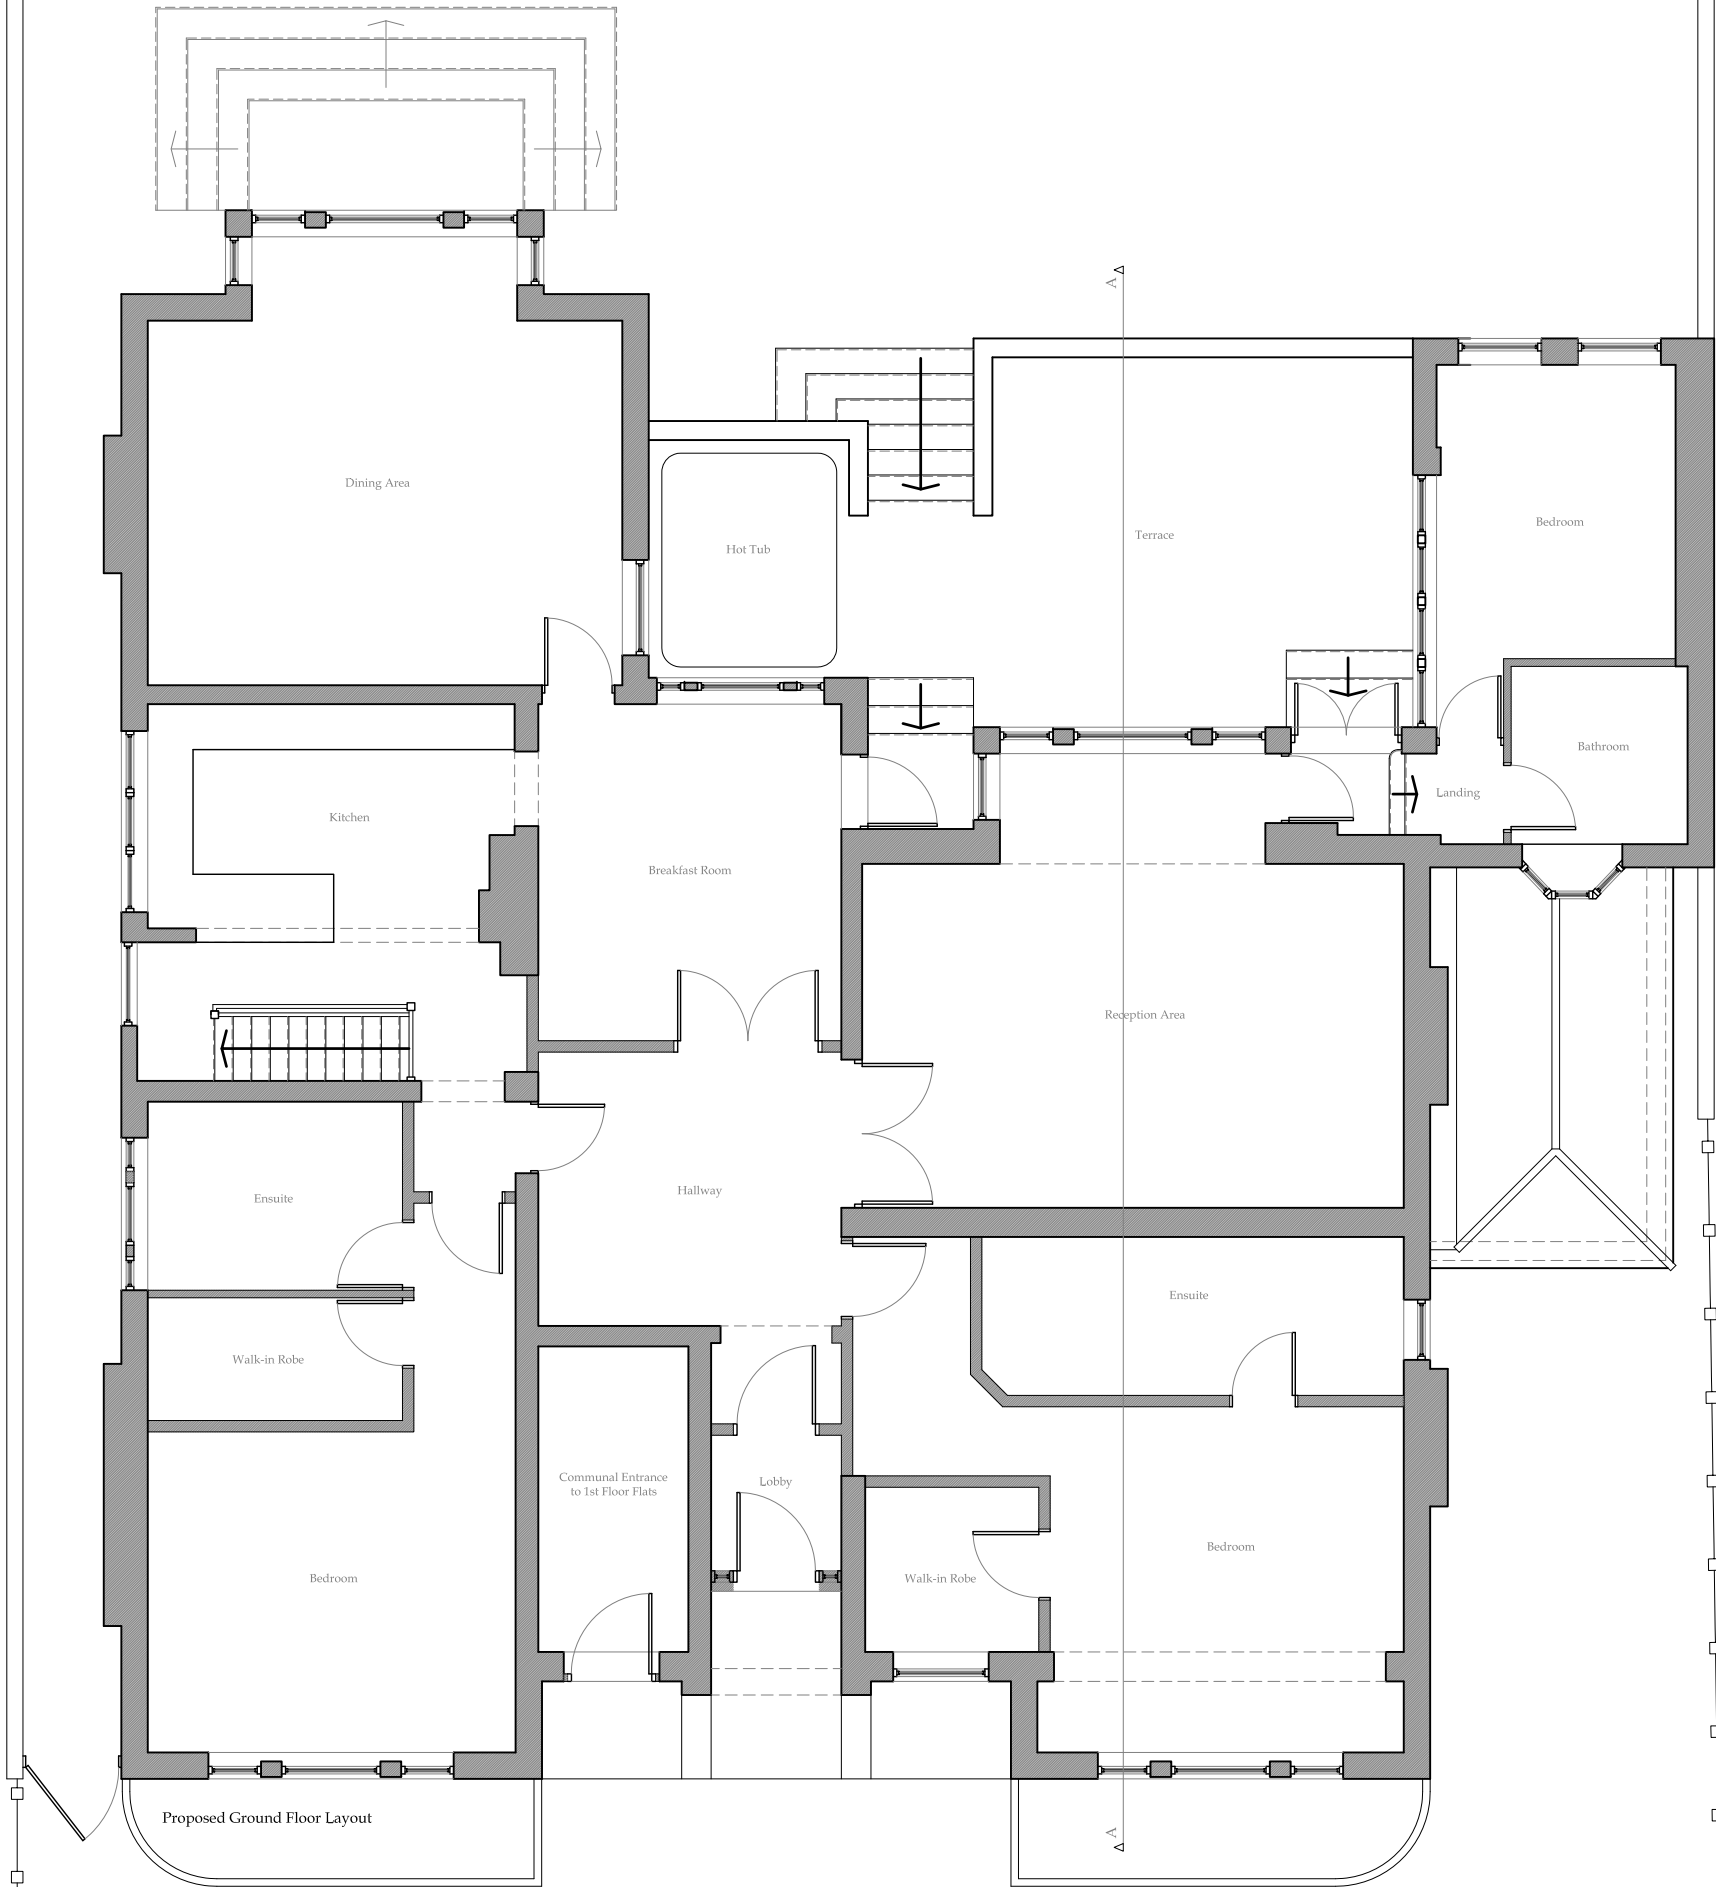 A
Dining Area
Bedroom
Terrace
Hot Tub
Bathroom
Landing
Kitchen
Breakfast Room
Reception Area
Hallway
Ensuite
Ensuite
Walk-in Robe
Communal Entrance
to 1st Floor Flats
Lobby
Bedroom
Bedroom
Walk-in Robe
Proposed Ground Floor Layout
A